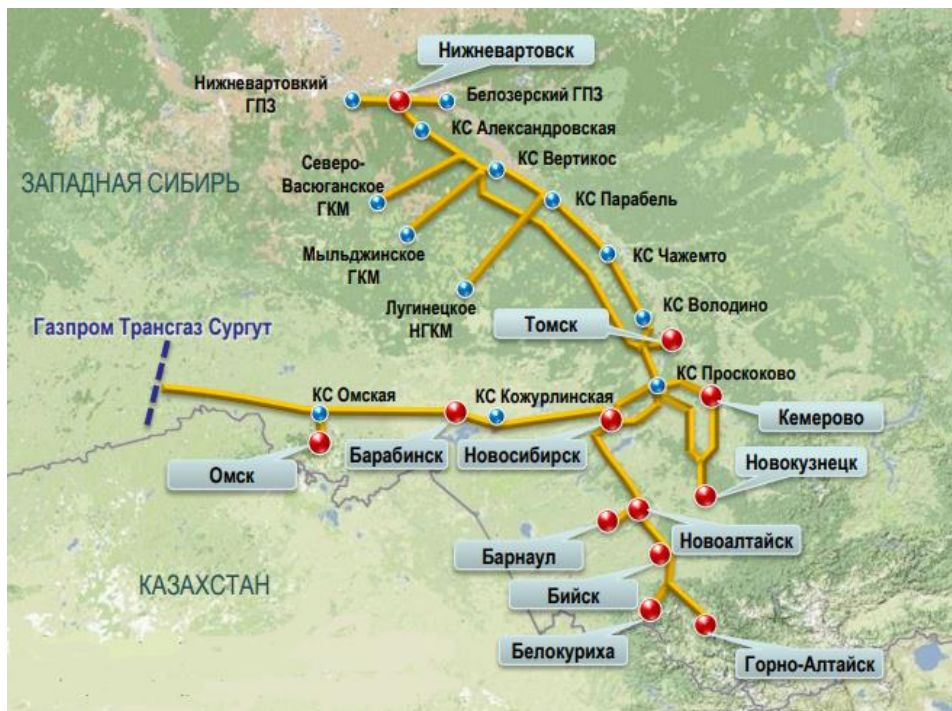 Нижневартовск
Нижневартовкий
ГПЗ
Белозерский ГПЗ
КС Александровская
Северо-
Васюганское
ГКМ
КС Вертикос
ЗАПАДНАЯ СИБИРЬ
КС Парабель
Мыльджинское
ГКМ
КС Чажемто
Лугинецкое
НГКМ
КС Володино
Газпром Трансгаз Сургут
Томск
КС Проскоково
КС Омская
КС Кожурлинская
Кемерово
Омск
Барабинск
Новосибирск
Новокузнецк
Барнаул
Новоалтайск
КАЗАХСТАН
Бийск
Белокуриха
Горно-Алтайск